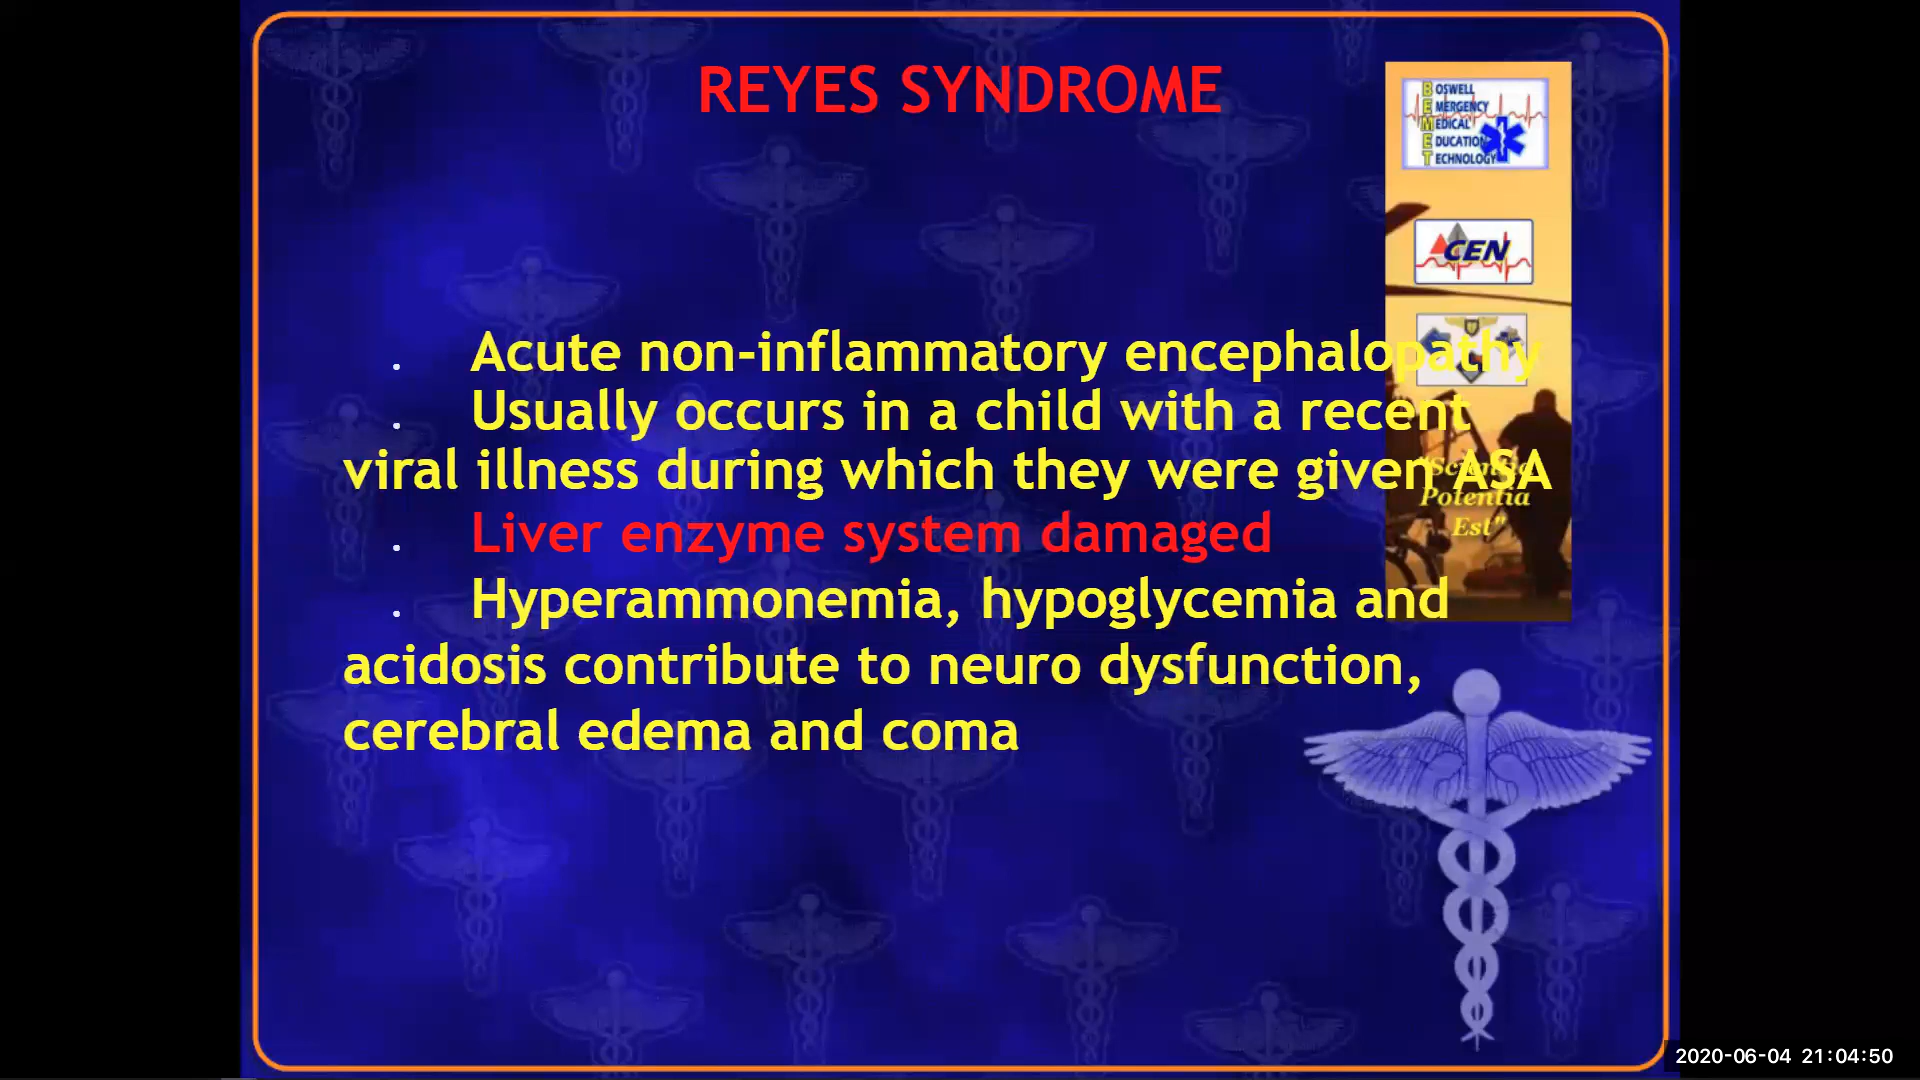 REYES SYNDROME
BOSWELL
EMERGENCY
MEDICAL
EDUCATION
TECHNOLOGY
CEN
. Acute non-inflammatory encephalopathy
. Usually occurs in a child with a recent
viral illness during which they were given ASA
"Scientia
Potentia
Est"
. Liver enzyme system damaged
. Hyperammonemia, hypoglycemia and
acidosis contribute to neuro dysfunction,
cerebral edema and coma
2020-06-04 21:04:50